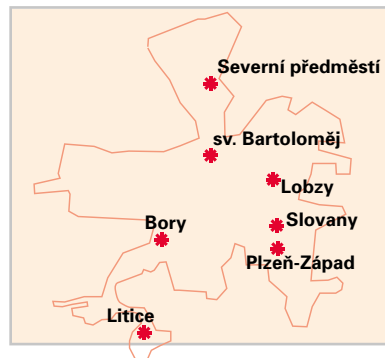 Severní předměstí
sv. Bartoloměj
Lobzy
Slovany
Bory
Plzeň-Západ
Litice